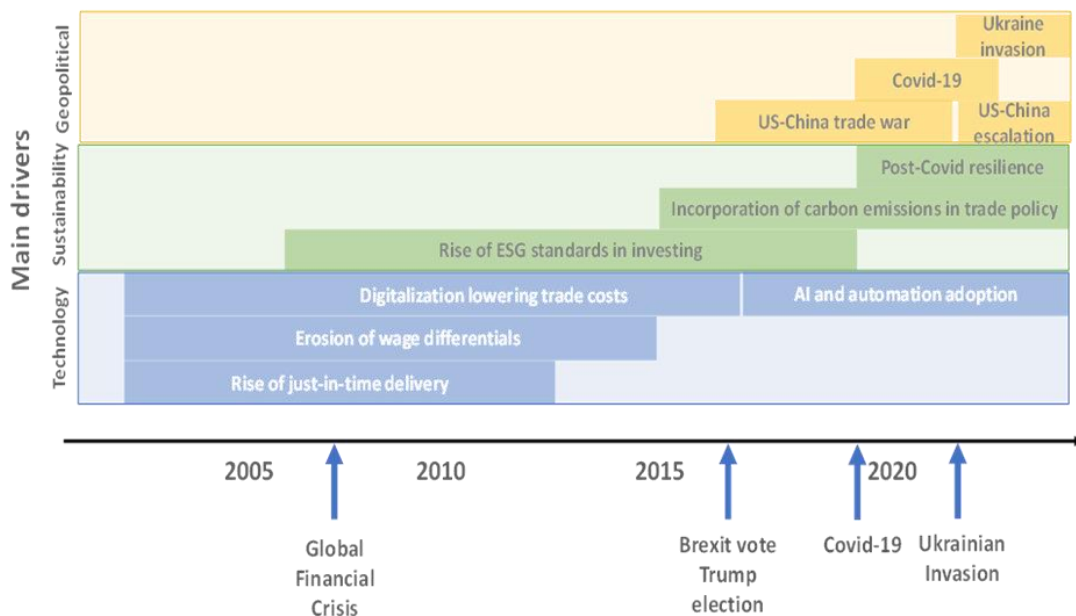 Main drivers
Geopolitical
Ukraine
invasion
Covid-19
US-China trade war
US-China
escalation
Sustainability
Post-Covid resilience
Incorporation of carbon emissions in trade policy
Rise of ESG standards in investing
Technology
Digitalization lowering trade costs
AI and automation adoption
Erosion of wage differentials
Rise of just-in-time delivery
2005
2010
2015
2020
Global
Financial
Crisis
Brexit vote
Trump
election
Covid-19
Ukrainian
Invasion